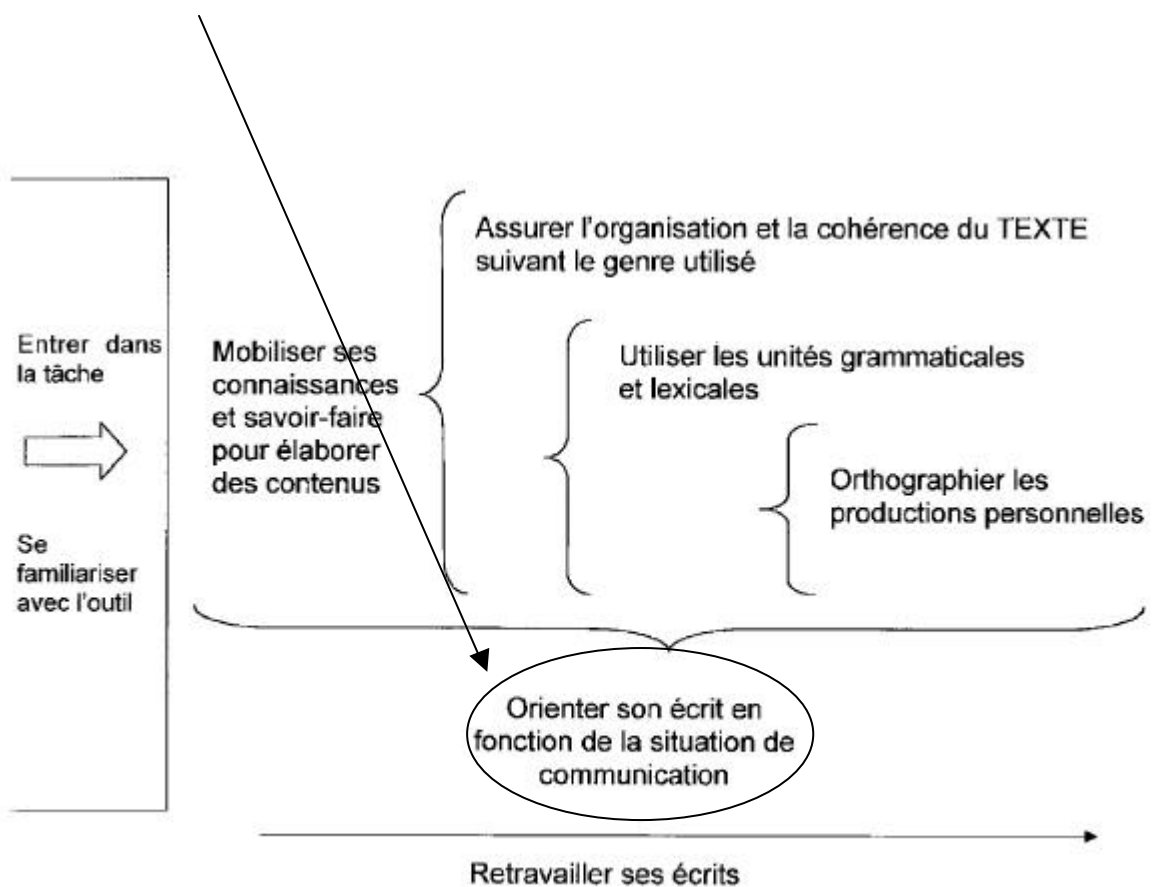 Entrer dans
la tâche
Se
familiariser
avec l'outil
Mobiliser ses
connaissances
et savoir-faire
pour élaborer
des contenus
Assurer l'organisation et la cohérence du TEXTE
suivant le genre utilisé
Utiliser les unités grammaticales
et lexicales
Orthographier les
productions personnelles
Orienter son écrit en
fonction de la situation de
communication
Retravailler ses écrits